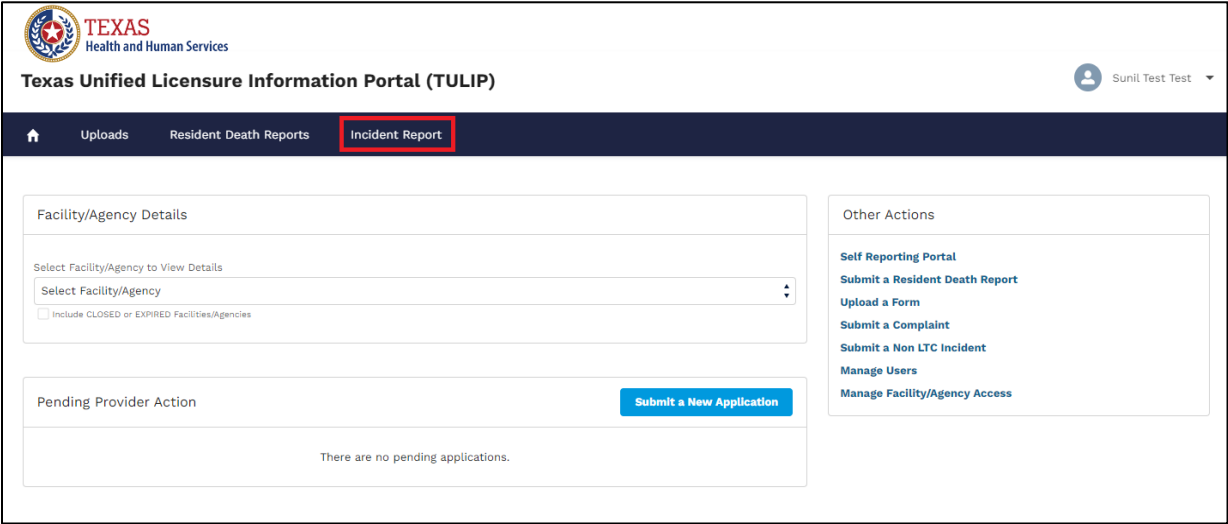 TEXAS
Health and Human Services
Texas Unified Licensure Information Portal (TULIP)
Sunil Test Test
Uploads
Resident Death Reports
Incident Report
Facility/Agency Details
Select Facility/Agency to View Details
Select Facility/Agency
Include CLOSED or EXPIRED Facilities/Agencies
Pending Provider Action
Submit a New Application
There are no pending applications.
Other Actions
Self Reporting Portal
Submit a Resident Death Report
Upload a Form
Submit a Complaint
Submit a Non LTC Incident
Manage Users
Manage Facility/Agency Access